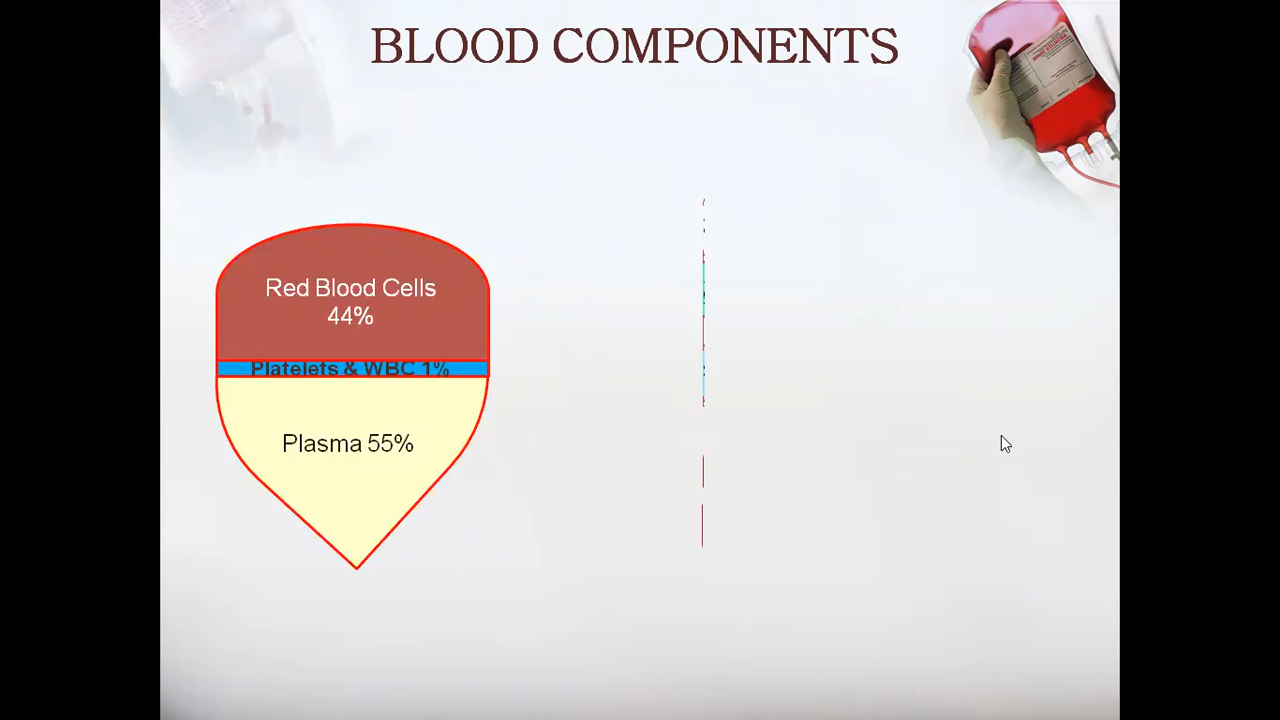 BLOOD COMPONENTS
Red Blood Cells
44%
Platelets & WBC 1%
Plasma 55%